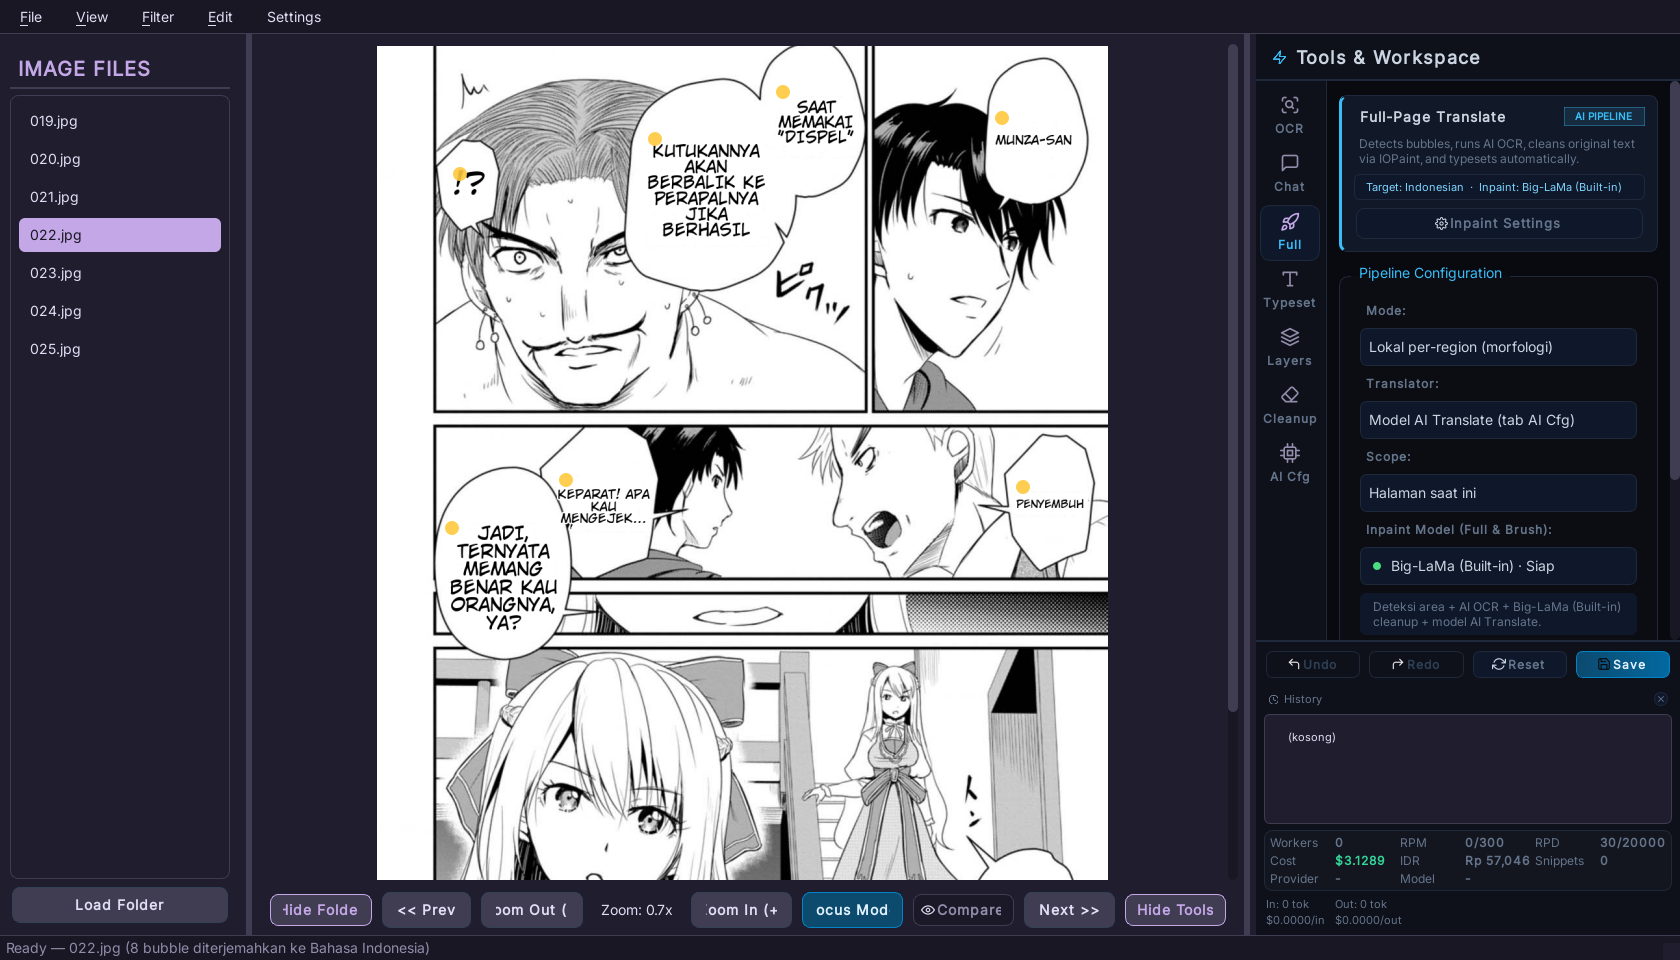 File
View
Filter
Edit
Settings
IMAGE FILES
019.jpg
020.jpg
021.jpg
022.jpg
023.jpg
024.jpg
025.jpg
Load Folder
SAAT
MEMAKAI
"DISPEL"
KUTUKANNYA
AKAN
BERBALIK KE
PERAPALNYA
JIKA
BERHASIL
!?
MUNZA-SAN
ピクッ
KEPARAT! APA
KAU
MENGEJEK...
PENYEMBUH
JADI,
TERNYATA
MEMANG
BENAR KAU
ORANGNYA,
YA?
Hide Folde
<< Prev
oom Out (
Zoom: 0.7x
oom In (+
ocus Mod
Compare
Next >>
Hide Tools
Tools & Workspace
OCR
Chat
Full
Typeset
Layers
Cleanup
AI Cfg
Full-Page Translate
AI PIPELINE
Detects bubbles, runs AI OCR, cleans original text
via IOPaint, and typesets automatically.
Target: Indonesian · Inpaint: Big-LaMa (Built-in)
Inpaint Settings
Pipeline Configuration
Mode:
Lokal per-region (morfologi)
Translator:
Model AI Translate (tab AI Cfg)
Scope:
Halaman saat ini
Inpaint Model (Full & Brush):
Big-LaMa (Built-in) · Siap
Deteksi area + AI OCR + Big-LaMa (Built-in)
cleanup + model AI Translate.
Undo
Redo
Reset
Save
History
(kosong)
Workers 0 RPM 0/300 RPD 30/20000
Cost $3.1289 IDR Rp 57,046 Snippets 0
Provider - Model -
In: 0 tok Out: 0 tok
$0.0000/in $0.0000/out
Ready — 022.jpg (8 bubble diterjemahkan ke Bahasa Indonesia)